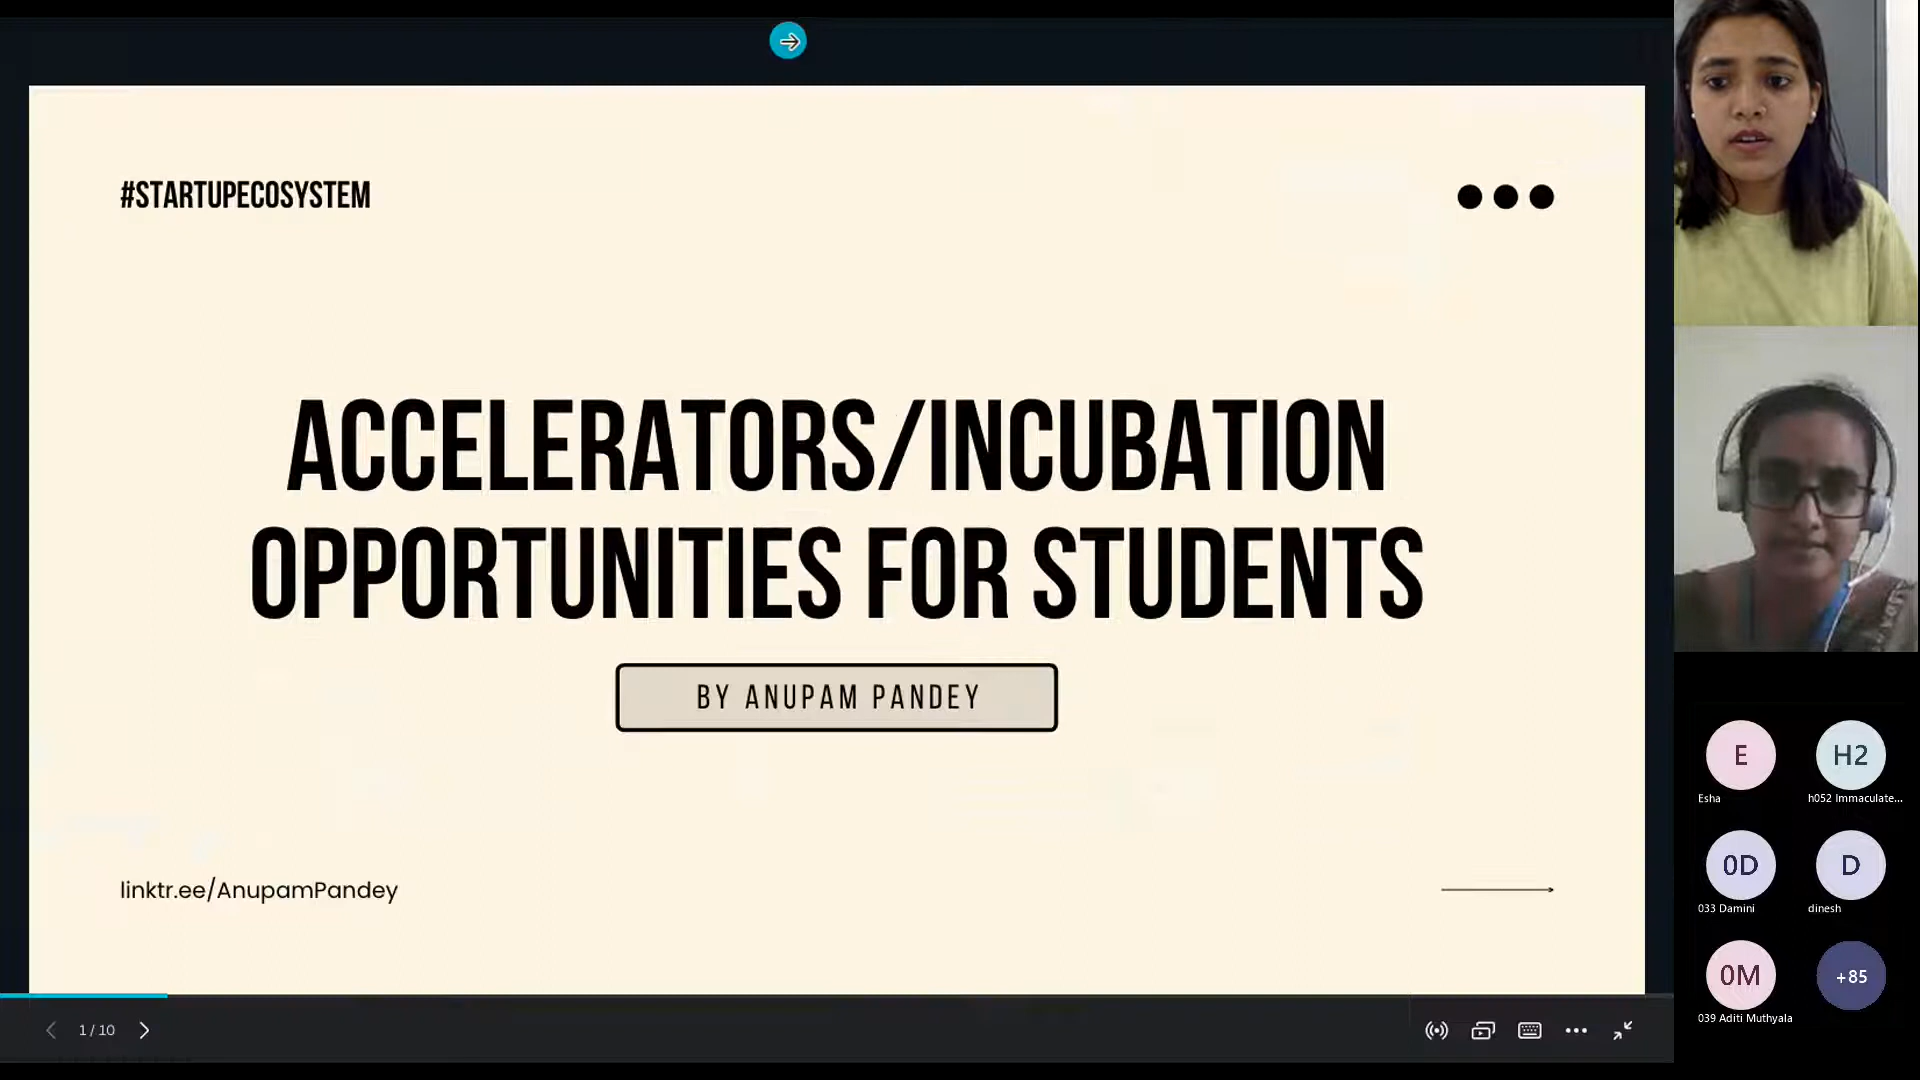 #STARTUPECOSYSTEM
ACCELERATORS/INCUBATION
OPPORTUNITIES FOR STUDENTS
BY ANUPAM PANDEY
linktr.ee/AnupamPandey
1 / 10
E
Esha
H2
h052 Immaculate...
0D
033 Damini
D
dinesh
0M
039 Aditi Muthyala
+85